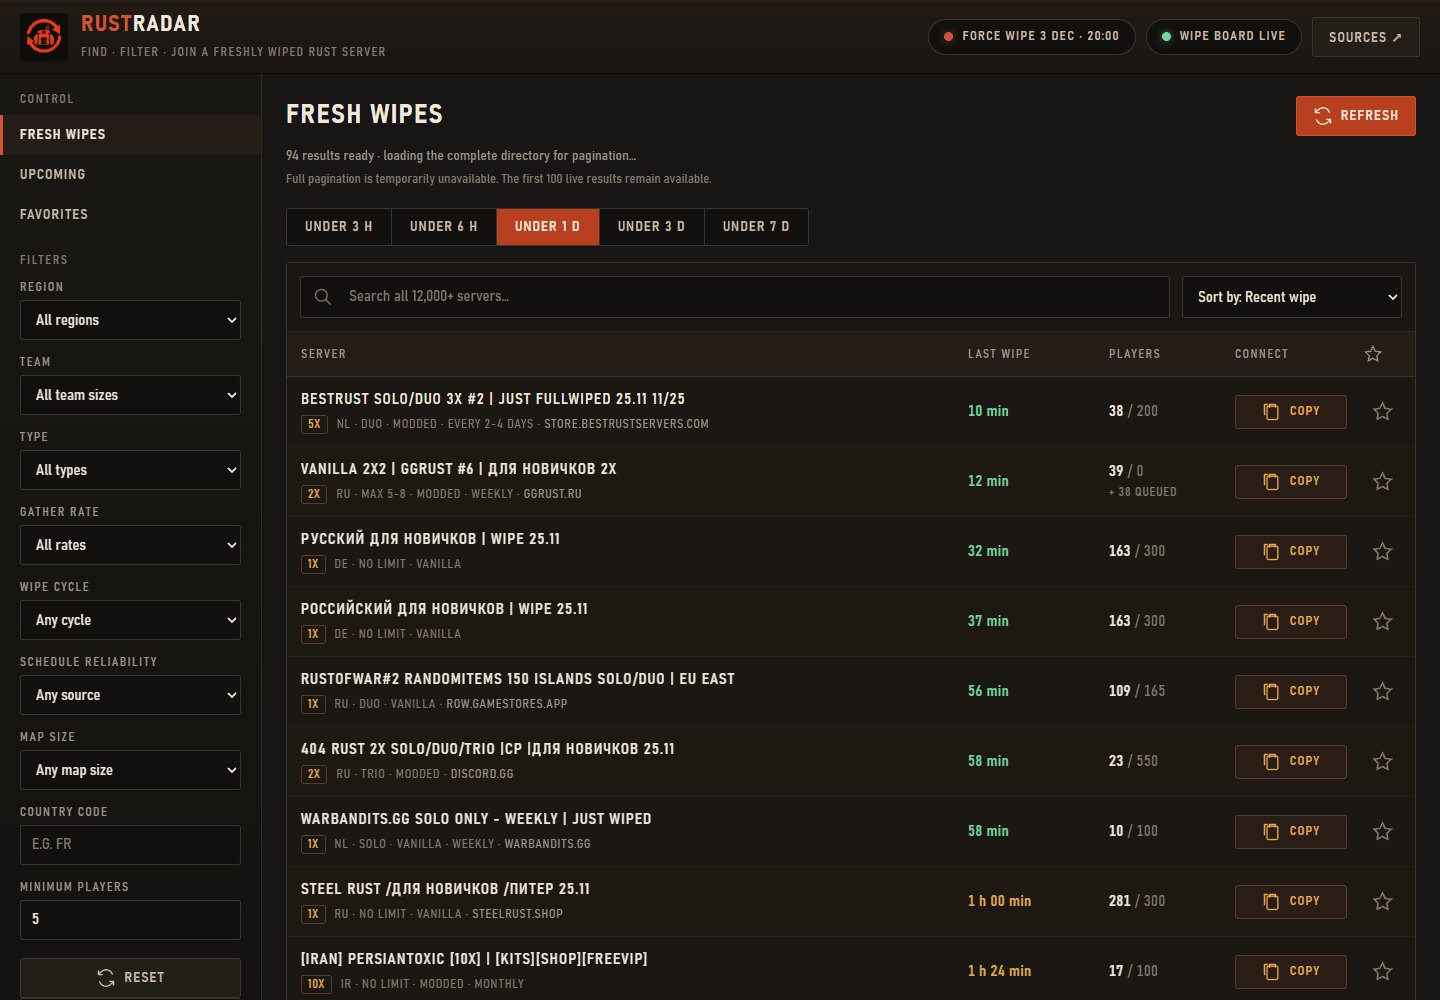 RUSTRADAR
FIND · FILTER · JOIN A FRESHLY WIPED RUST SERVER
FORCE WIPE 3 DEC · 20:00
WIPE BOARD LIVE
SOURCES ↗
CONTROL
FRESH WIPES
UPCOMING
FAVORITES
FILTERS
REGION
All regions
TEAM
All team sizes
TYPE
All types
GATHER RATE
All rates
WIPE CYCLE
Any cycle
SCHEDULE RELIABILITY
Any source
MAP SIZE
Any map size
COUNTRY CODE
E.G. FR
MINIMUM PLAYERS
5
RESET
FRESH WIPES
REFRESH
94 results ready · loading the complete directory for pagination…
Full pagination is temporarily unavailable. The first 100 live results remain available.
UNDER 3 H UNDER 6 H UNDER 1 D UNDER 3 D UNDER 7 D
Search all 12,000+ servers…
Sort by: Recent wipe
SERVER LAST WIPE PLAYERS CONNECT
BESTRUST SOLO/DUO 3X #2 | JUST FULLWIPED 25.11 11/25
5X NL · DUO · MODDED · EVERY 2-4 DAYS · STORE.BESTRUSTSERVERS.COM
10 min
38 / 200
COPY
VANILLA 2X2 | GGRUST #6 | ДЛЯ НОВИЧКОВ 2X
2X RU · MAX 5-8 · MODDED · WEEKLY · GGRUST.RU
12 min
39 / 0
+ 38 QUEUED
COPY
РУССКИЙ ДЛЯ НОВИЧКОВ | WIPE 25.11
1X DE · NO LIMIT · VANILLA
32 min
163 / 300
COPY
РОССИЙСКИЙ ДЛЯ НОВИЧКОВ | WIPE 25.11
1X DE · NO LIMIT · VANILLA
37 min
163 / 300
COPY
RUSTOFWAR#2 RANDOMITEMS 150 ISLANDS SOLO/DUO | EU EAST
1X RU · DUO · VANILLA · ROW.GAMESTORES.APP
56 min
109 / 165
COPY
404 RUST 2X SOLO/DUO/TRIO |CP |ДЛЯ НОВИЧКОВ 25.11
2X RU · TRIO · MODDED · DISCORD.GG
58 min
23 / 550
COPY
WARBANDITS.GG SOLO ONLY - WEEKLY | JUST WIPED
1X NL · SOLO · VANILLA · WEEKLY · WARBANDITS.GG
58 min
10 / 100
COPY
STEEL RUST /ДЛЯ НОВИЧКОВ /ПИТЕР 25.11
1X RU · NO LIMIT · VANILLA · STEELRUST.SHOP
1 h 00 min
281 / 300
COPY
[IRAN] PERSIANTOXIC [10X] | [KITS][SHOP][FREEVIP]
10X IR · NO LIMIT · MODDED · MONTHLY
1 h 24 min
17 / 100
COPY